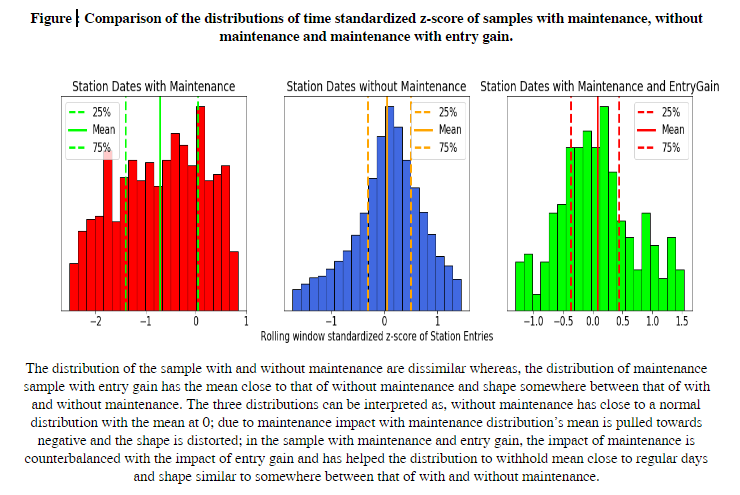 Figure : Comparison of the distributions of time standardized z-score of samples with maintenance, without
maintenance and maintenance with entry gain.
Station Dates with Maintenance
Station Dates without Maintenance
Station Dates with Maintenance and EntryGain
25%
Mean
75%
25%
Mean
75%
25%
Mean
75%
−2 −1 0 1
−1 0 1
−1.0 −0.5 0.0 0.5 1.0 1.5
Rolling window standardized z-score of Station Entries
The distribution of the sample with and without maintenance are dissimilar whereas, the distribution of maintenance
sample with entry gain has the mean close to that of without maintenance and shape somewhere between that of with
and without maintenance. The three distributions can be interpreted as, without maintenance has close to a normal
distribution with the mean at 0; due to maintenance impact with maintenance distribution's mean is pulled towards
negative and the shape is distorted; in the sample with maintenance and entry gain, the impact of maintenance is
counterbalanced with the impact of entry gain and has helped the distribution to withhold mean close to regular days
and shape similar to somewhere between that of with and without maintenance.